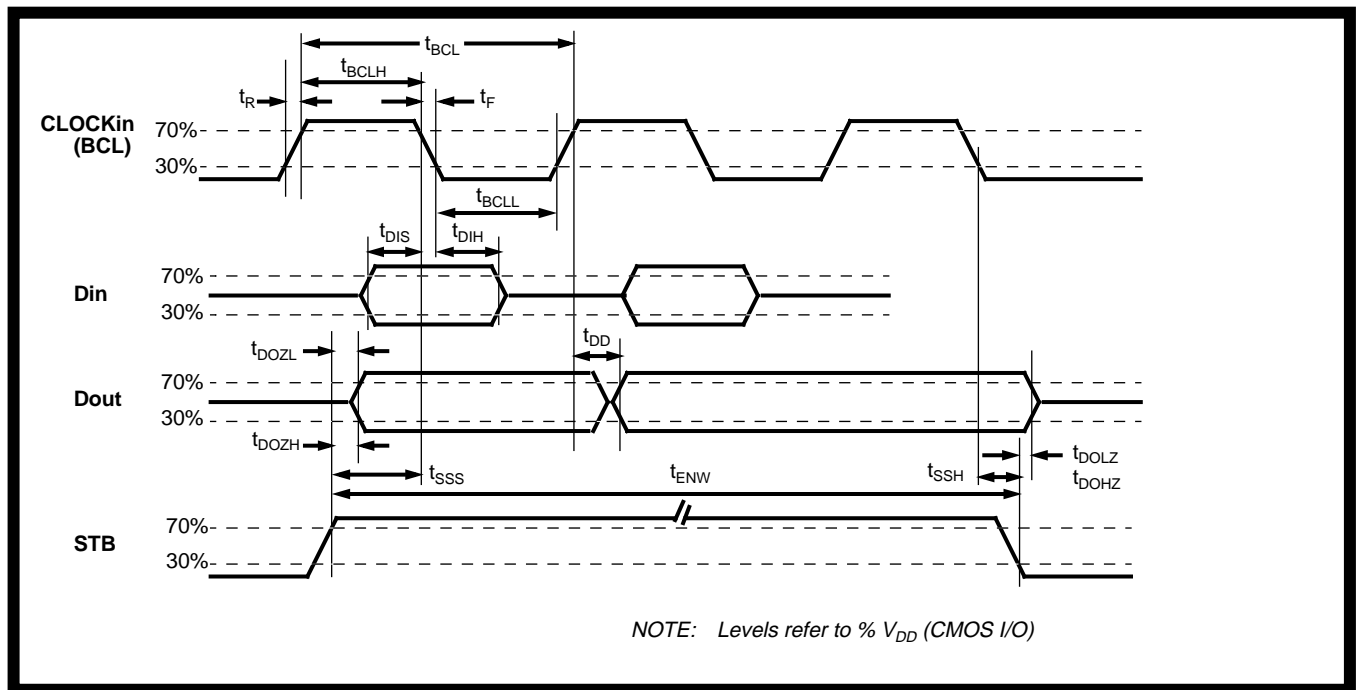 tBCL
tBCLH
tR
tF
CLOCKin
(BCL)
70%
30%
tBCLL
tDIS
tDIH
70%
Din
30%
tDOZL
tDD
70%
Dout
30%
tDOZH
tDOLZ
tSSS
tENW
tSSH
tDOHZ
70%
STB
30%
NOTE: Levels refer to % VDD (CMOS I/O)